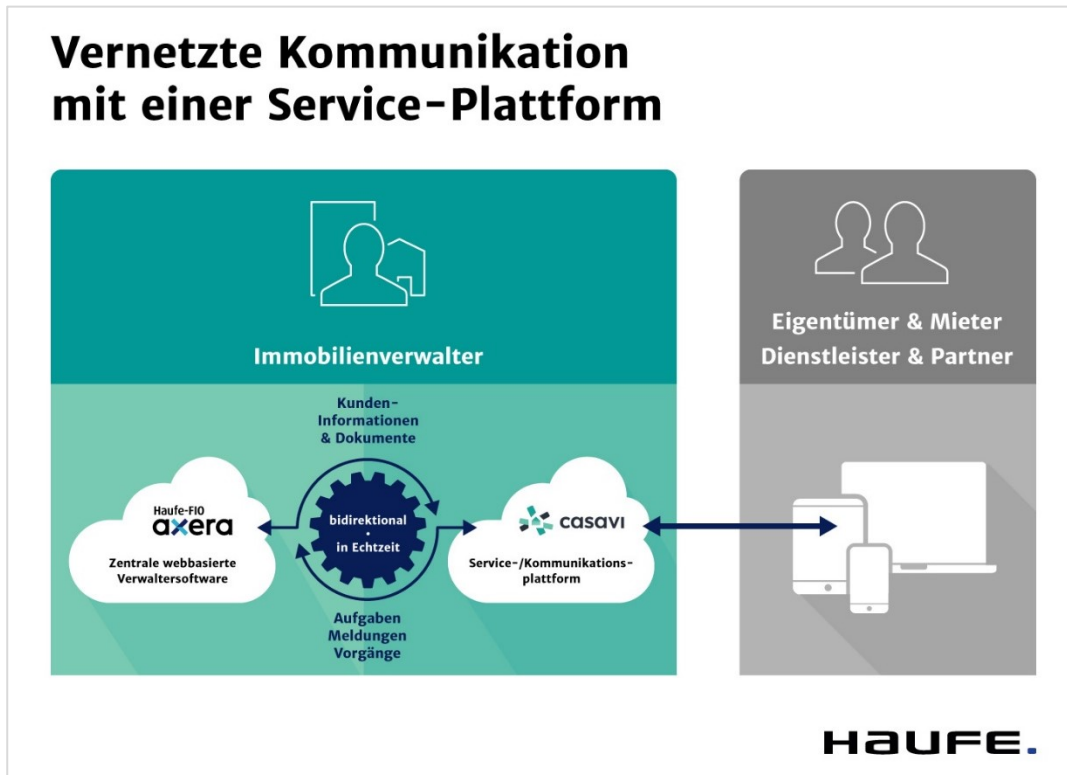 Vernetzte Kommunikation
mit einer Service-Plattform
Immobilienverwalter
Eigentümer & Mieter
Dienstleister & Partner
Kunden-
Informationen
& Dokumente
Haufe-FIO
axera
Zentrale webbasierte
Verwaltersoftware
bidirektional
•
in Echtzeit
casavi
Service-/Kommunikations-
plattform
Aufgaben
Meldungen
Vorgänge
HAUFE.